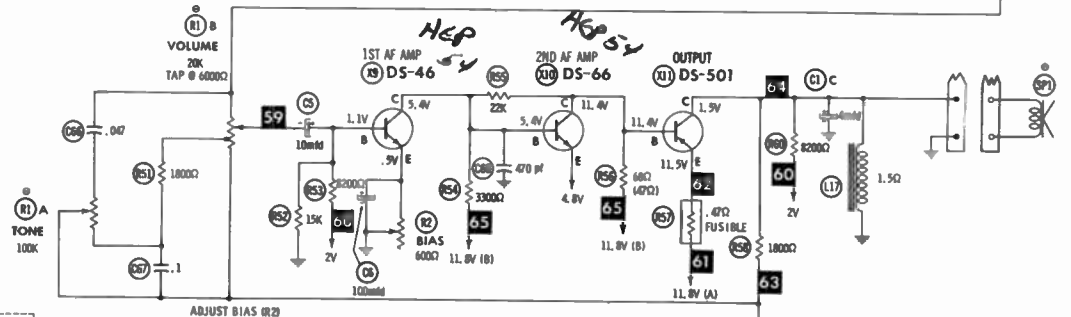 R1 B
VOLUME
20K
TAP @ 6000Ω
HEP
54
HEP 54
1ST AF AMP
X9 DS-46
R55
22K
2ND AF AMP
X10 DS-66
OUTPUT
X11 DS-501
64
C1 C
4mfd
SP1
C66 .047
R51
1800Ω
59
C5
10mfd
1.1V
B
C
5.4V
.9V
E
5.4V
B
C
11.4V
E
4.8V
11.4V
B
C
1.5V
11.5V
E
C68
470 pf
R60
8200Ω
60
2V
L17
1.5Ω
R1 A
TONE
100K
C67 .1
R52
15K
R53
8200Ω
60
2V
C6
100mfd
R2
BIAS
600Ω
R54
3300Ω
65
11.8V (B)
R56
68Ω
(47Ω)
65
11.8V (B)
62
R57
.47Ω
FUSIBLE
61
11.8V (A)
R58
1800Ω
63
ADJUST BIAS (R2)